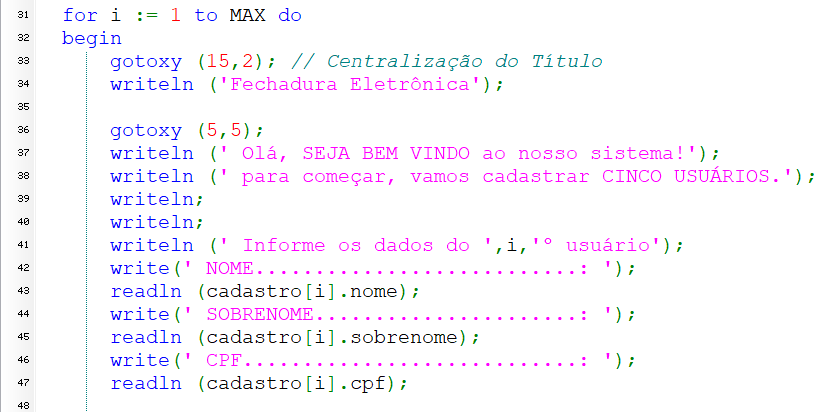 31 for i := 1 to MAX do
32 begin
33 gotoxy (15,2); // Centralização do Título
34 writeln ('Fechadura Eletrônica');
35
36 gotoxy (5,5);
37 writeln (' Olá, SEJA BEM VINDO ao nosso sistema!');
38 writeln (' para começar, vamos cadastrar CINCO USUÁRIOS.');
39 writeln;
40 writeln;
41 writeln (' Informe os dados do ',i,'º usuário');
42 write(' NOME...........................: ');
43 readln (cadastro[i].nome);
44 write(' SOBRENOME......................: ');
45 readln (cadastro[i].sobrenome);
46 write(' CPF............................: ');
47 readln (cadastro[i].cpf);
48